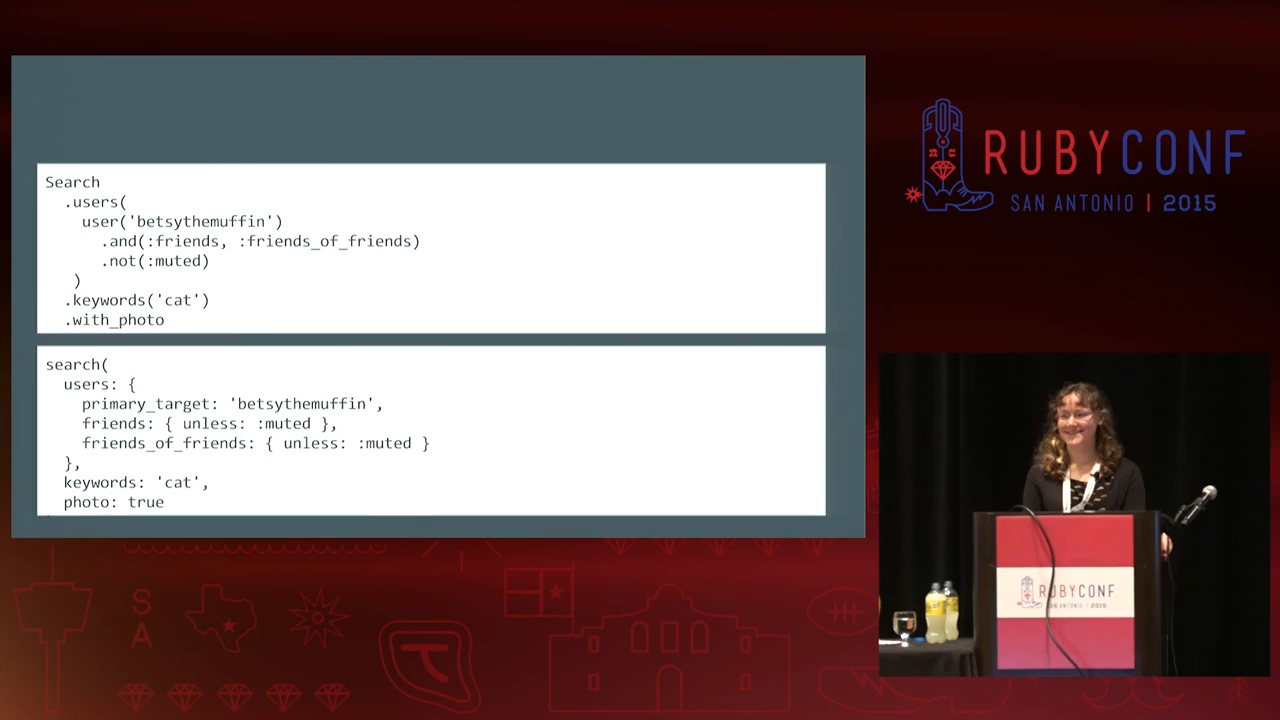 Search
  .users(
    user('betsythemuffin')
      .and(:friends, :friends_of_friends)
      .not(:muted)
   )
  .keywords('cat')
  .with_photo
search(
  users: {
    primary_target: 'betsythemuffin',
    friends: { unless: :muted },
    friends_of_friends: { unless: :muted }
  },
  keywords: 'cat',
  photo: true
RUBYCONF
SAN ANTONIO | 2015
RUBYCONF
SAN ANTONIO | 2015
S
A